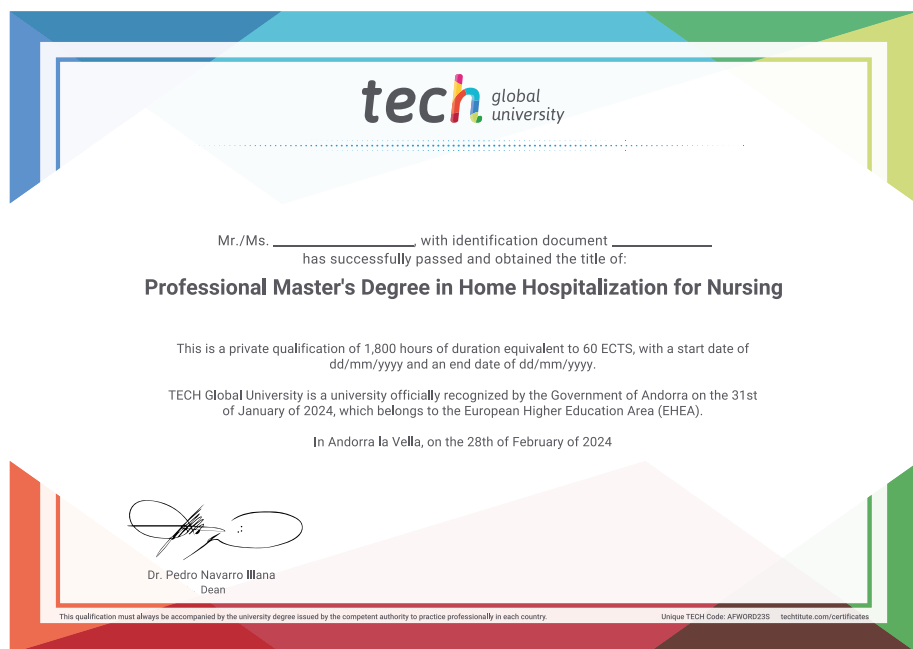 tech global university
Mr./Ms. ____________, with identification document ____________
has successfully passed and obtained the title of:
Professional Master's Degree in Home Hospitalization for Nursing
This is a private qualification of 1,800 hours of duration equivalent to 60 ECTS, with a start date of
dd/mm/yyyy and an end date of dd/mm/yyyy.
TECH Global University is a university officially recognized by the Government of Andorra on the 31st
of January of 2024, which belongs to the European Higher Education Area (EHEA).
In Andorra la Vella, on the 28th of February of 2024
Dr. Pedro Navarro Illana
Dean
This qualification must always be accompanied by the university degree issued by the competent authority to practice professionally in each country.
Unique TECH Code: AFWORD23S techtitute.com/certificates